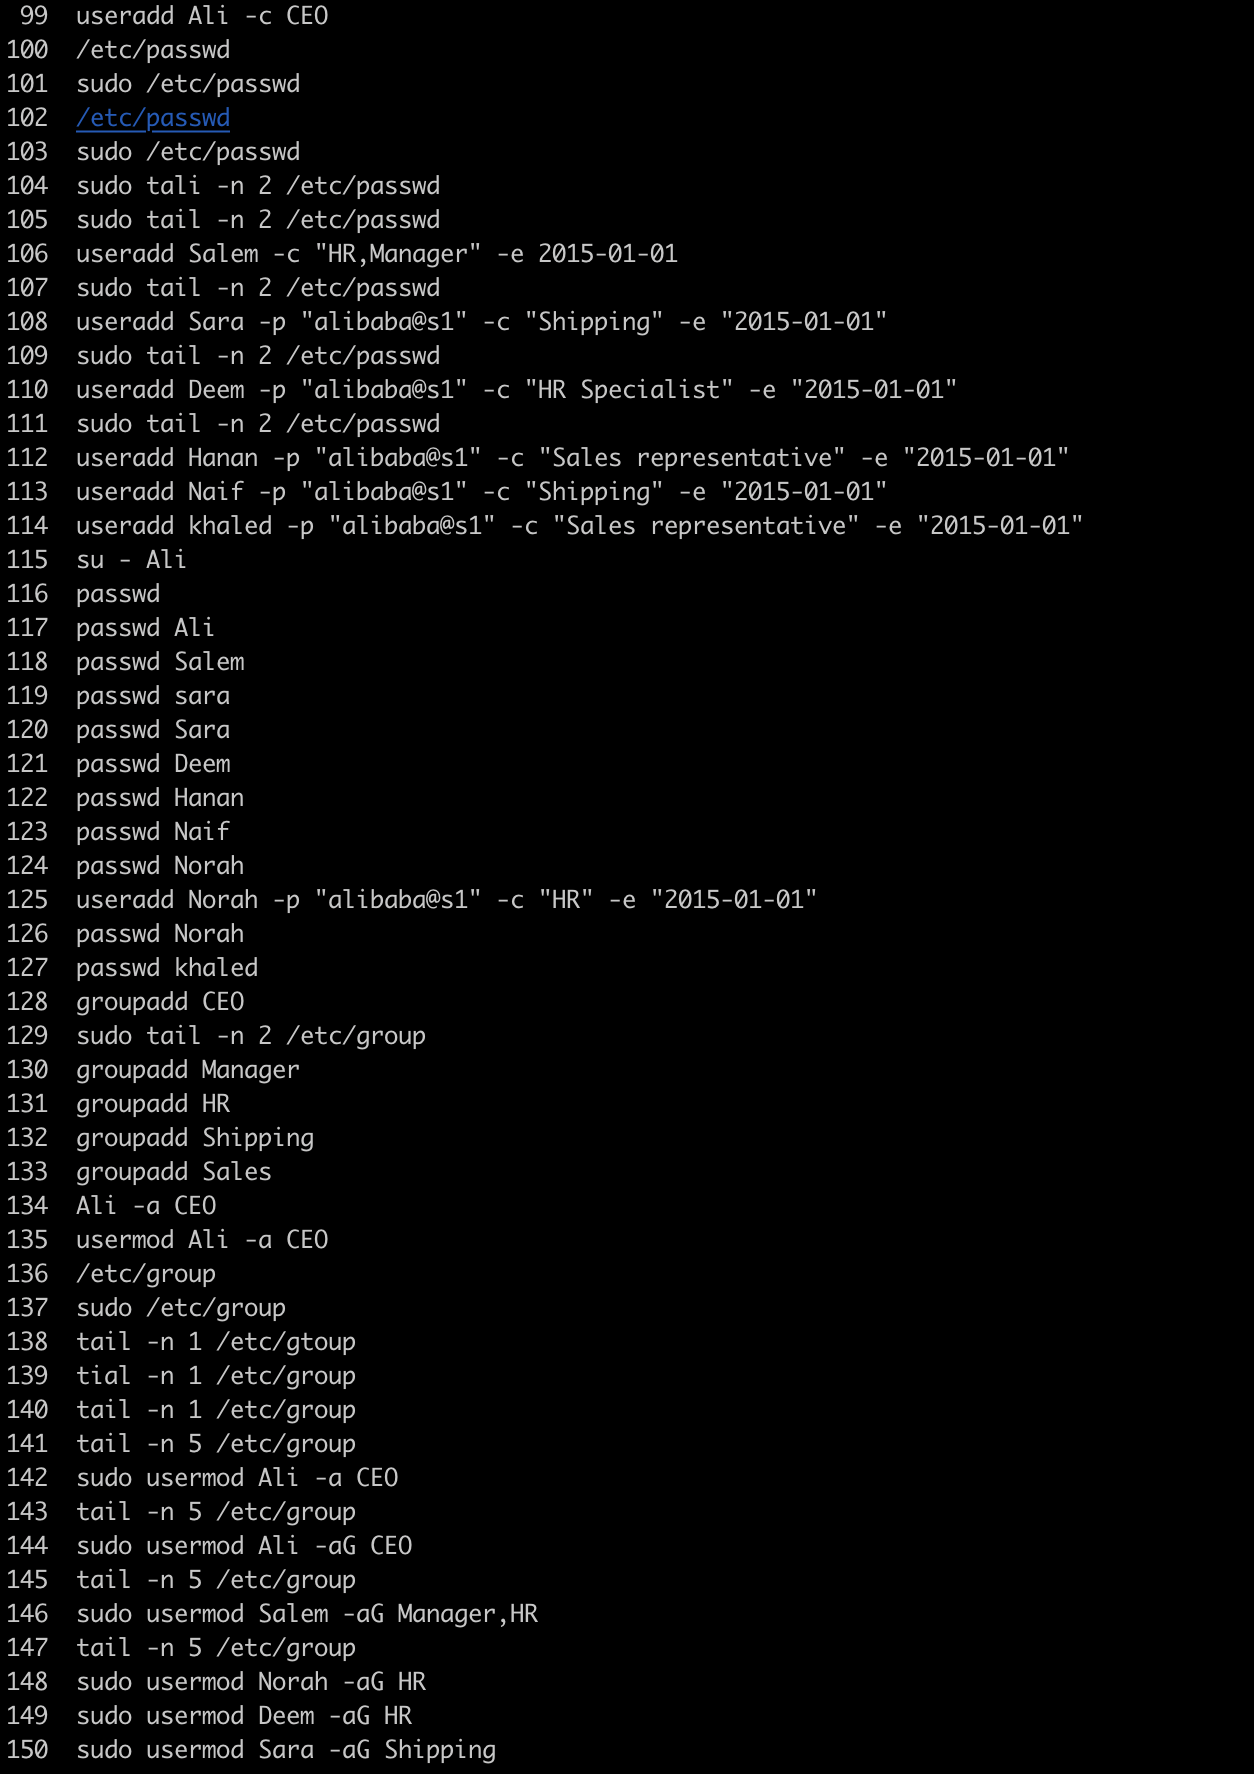 99 useradd Ali -c CEO
100 /etc/passwd
101 sudo /etc/passwd
102 /etc/passwd
103 sudo /etc/passwd
104 sudo tali -n 2 /etc/passwd
105 sudo tail -n 2 /etc/passwd
106 useradd Salem -c "HR,Manager" -e 2015-01-01
107 sudo tail -n 2 /etc/passwd
108 useradd Sara -p "alibaba@s1" -c "Shipping" -e "2015-01-01"
109 sudo tail -n 2 /etc/passwd
110 useradd Deem -p "alibaba@s1" -c "HR Specialist" -e "2015-01-01"
111 sudo tail -n 2 /etc/passwd
112 useradd Hanan -p "alibaba@s1" -c "Sales representative" -e "2015-01-01"
113 useradd Naif -p "alibaba@s1" -c "Shipping" -e "2015-01-01"
114 useradd khaled -p "alibaba@s1" -c "Sales representative" -e "2015-01-01"
115 su - Ali
116 passwd
117 passwd Ali
118 passwd Salem
119 passwd sara
120 passwd Sara
121 passwd Deem
122 passwd Hanan
123 passwd Naif
124 passwd Norah
125 useradd Norah -p "alibaba@s1" -c "HR" -e "2015-01-01"
126 passwd Norah
127 passwd khaled
128 groupadd CEO
129 sudo tail -n 2 /etc/group
130 groupadd Manager
131 groupadd HR
132 groupadd Shipping
133 groupadd Sales
134 Ali -a CEO
135 usermod Ali -a CEO
136 /etc/group
137 sudo /etc/group
138 tail -n 1 /etc/gtoup
139 tial -n 1 /etc/group
140 tail -n 1 /etc/group
141 tail -n 5 /etc/group
142 sudo usermod Ali -a CEO
143 tail -n 5 /etc/group
144 sudo usermod Ali -aG CEO
145 tail -n 5 /etc/group
146 sudo usermod Salem -aG Manager,HR
147 tail -n 5 /etc/group
148 sudo usermod Norah -aG HR
149 sudo usermod Deem -aG HR
150 sudo usermod Sara -aG Shipping